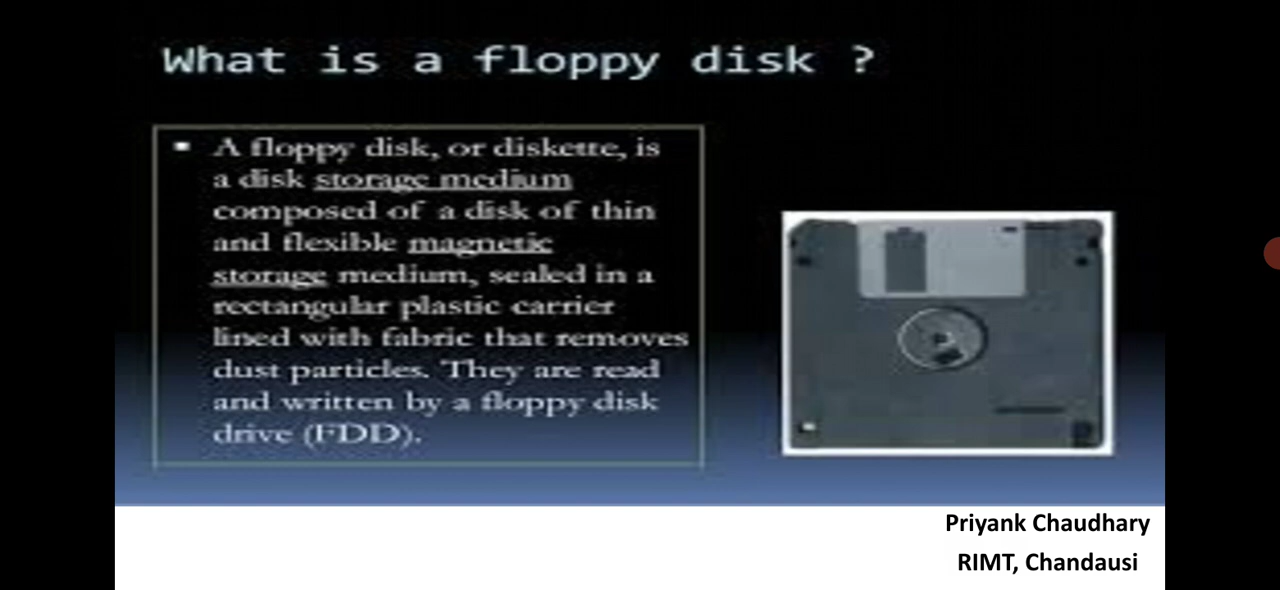 What is a floppy disk ?
▪ A floppy disk, or diskette, is
a disk storage medium
composed of a disk of thin
and flexible magnetic
storage medium, sealed in a
rectangular plastic carrier
lined with fabric that removes
dust particles. They are read
and written by a floppy disk
drive (FDD).
Priyank Chaudhary
RIMT, Chandausi